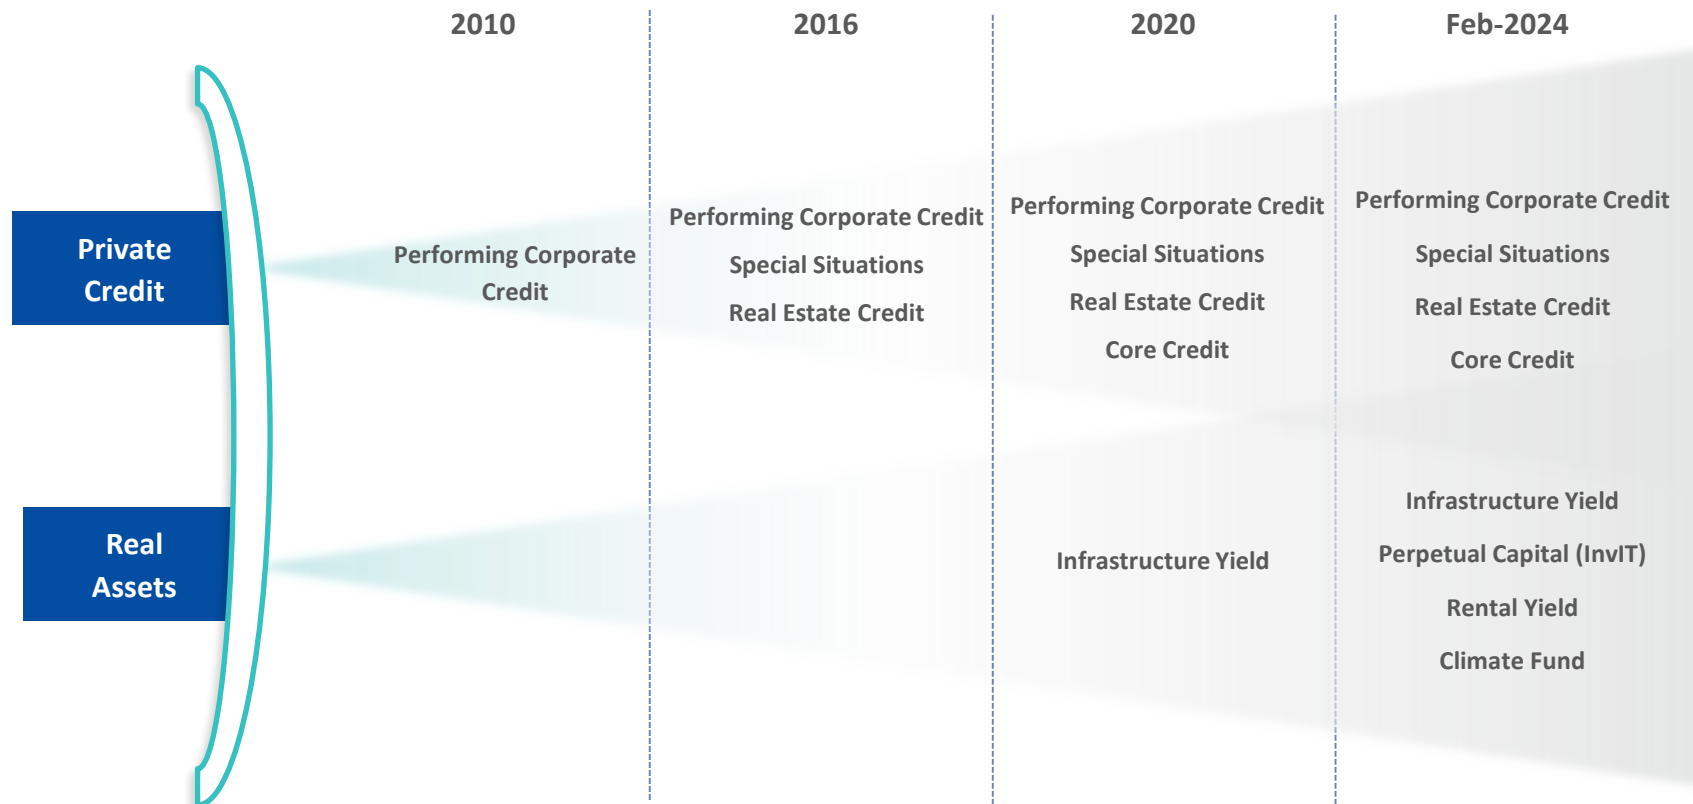 2010
2016
2020
Feb-2024
Private
Credit
Performing Corporate
Credit
Performing Corporate Credit
Special Situations
Real Estate Credit
Performing Corporate Credit
Special Situations
Real Estate Credit
Core Credit
Performing Corporate Credit
Special Situations
Real Estate Credit
Core Credit
Real
Assets
Infrastructure Yield
Infrastructure Yield
Perpetual Capital (InvIT)
Rental Yield
Climate Fund